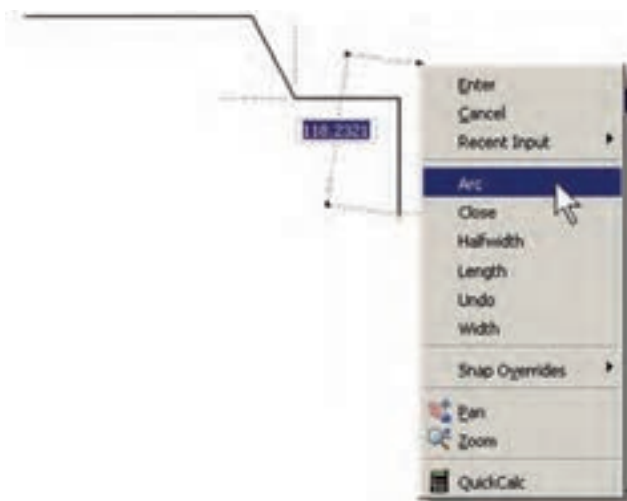 118.2321
Enter
Cancel
Recent Input
Arc
Close
Halfwidth
Length
Undo
Width
Snap Overrides
Pan
Zoom
QuickCalc